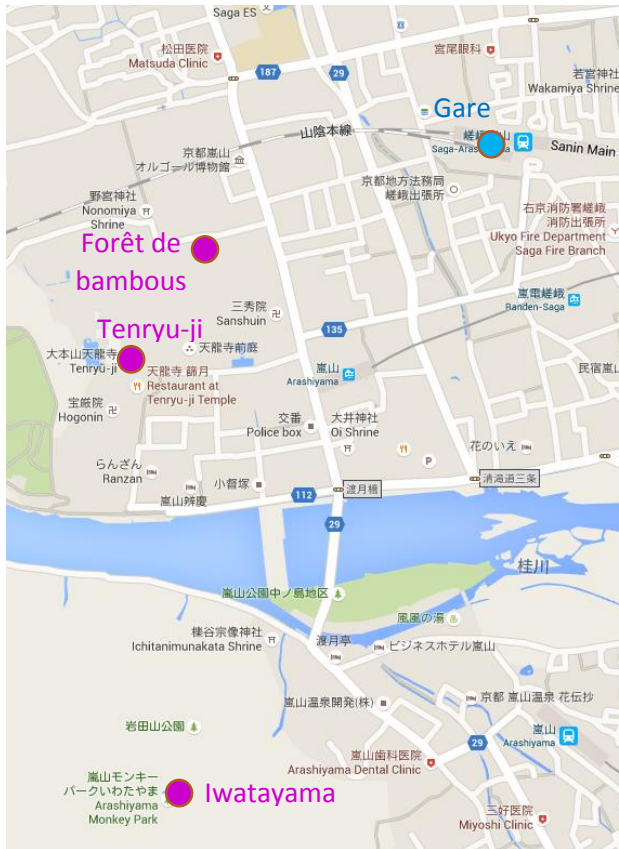 Saga ES
松田医院
Matsuda Clinic
187
29
宮尾眼科
若宮神社
Wakamiya Shrine
Gare
山陰本線
Saga-Aras
Sanin Main
京都嵐山
オルゴール博物館
京都地方法務局
嵯峨出張所
野宮神社
Nonomiya
Shrine
右京消防署嵯峨
消防出張所
Ukyo Fire Department
Saga Fire Branch
Forêt de
bambous
嵐電嵯峨
Randen-Saga
三秀院
Sanshuin
Tenryu-ji
135
大本山天龍寺
Tenryū-ji
天龍寺前庭
天龍寺 篩月
Restaurant at
Tenryu-ji Temple
嵐山
Arashiyama
民宿嵐山
宝厳院
Hogonin
交番
Police box
大井神社
Oi Shrine
花のいえ
P
らんざん
Ranzan
嵐山辨慶
小督塚
112
渡月橋
清滝道三条
29
桂川
嵐山公園中ノ島地区
風風の湯
櫟谷宗像神社
Ichitanimunakata Shrine
渡月亭
ビジネスホテル嵐山
嵐山温泉開発(株)
京都 嵐山温泉 花伝抄
岩田山公園
嵐山
Arashiyama
29
嵐山歯科医院
Arashiyama Dental Clinic
嵐山モンキー
パークいわたやま
Arashiyama
Monkey Park
Iwatayama
三好医院
Miyoshi Clinic